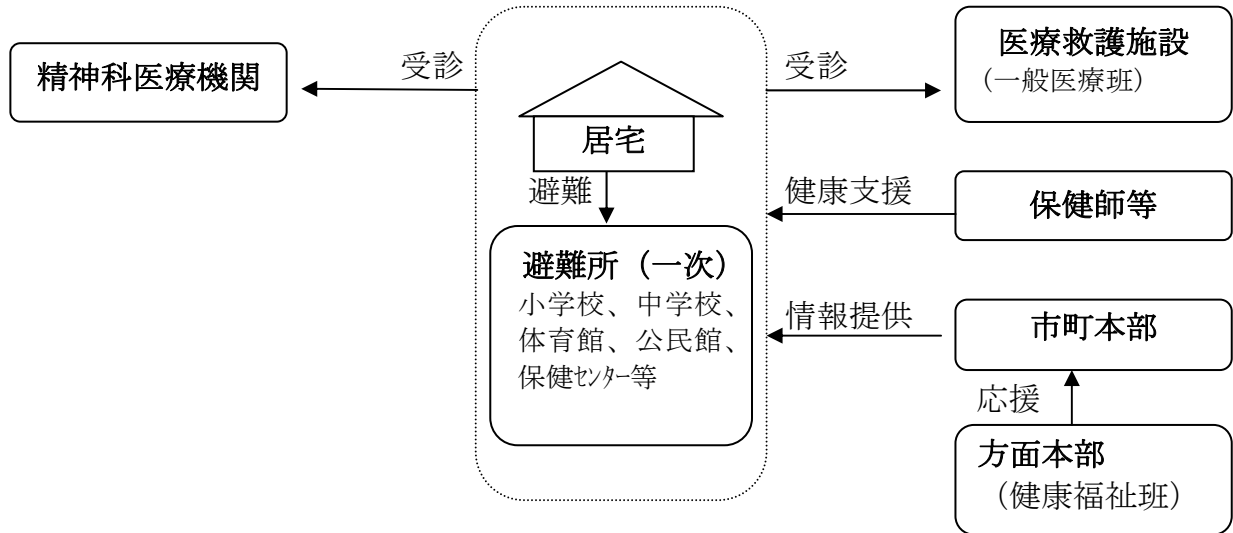 精神科医療機関
受診
居宅
避難
避難所（一次）
小学校、中学校、
体育館、公民館、
保健ｾﾝﾀｰ等
受診
医療救護施設
（一般医療班）
健康支援
保健師等
情報提供
市町本部
応援
方面本部
（健康福祉班）